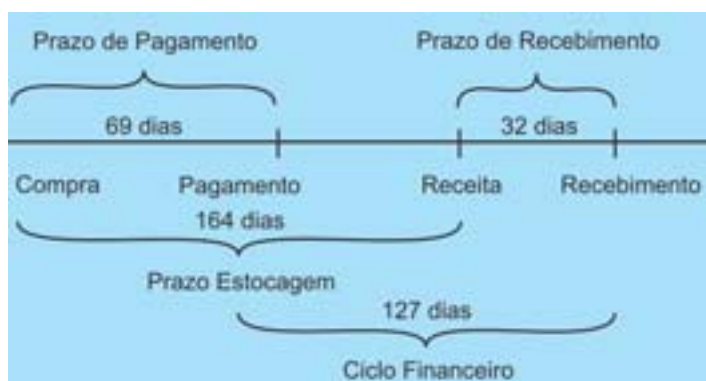 Prazo de Pagamento
Prazo de Recebimento
69 dias
32 dias
Compra
Pagamento
Receita
Recebimento
164 dias
Prazo Estocagem
127 dias
Ciclo Financeiro